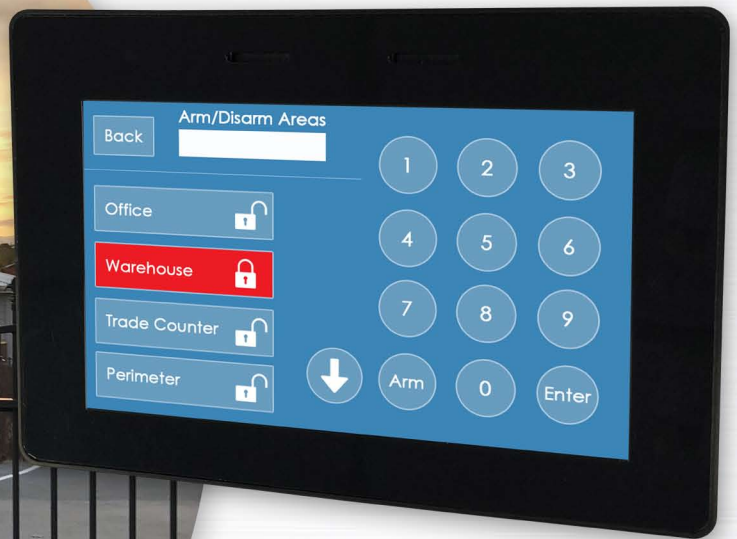 Back
Arm/Disarm Areas
Office
Warehouse
Trade Counter
Perimeter
1 2 3
4 5 6
7 8 9
Arm 0 Enter